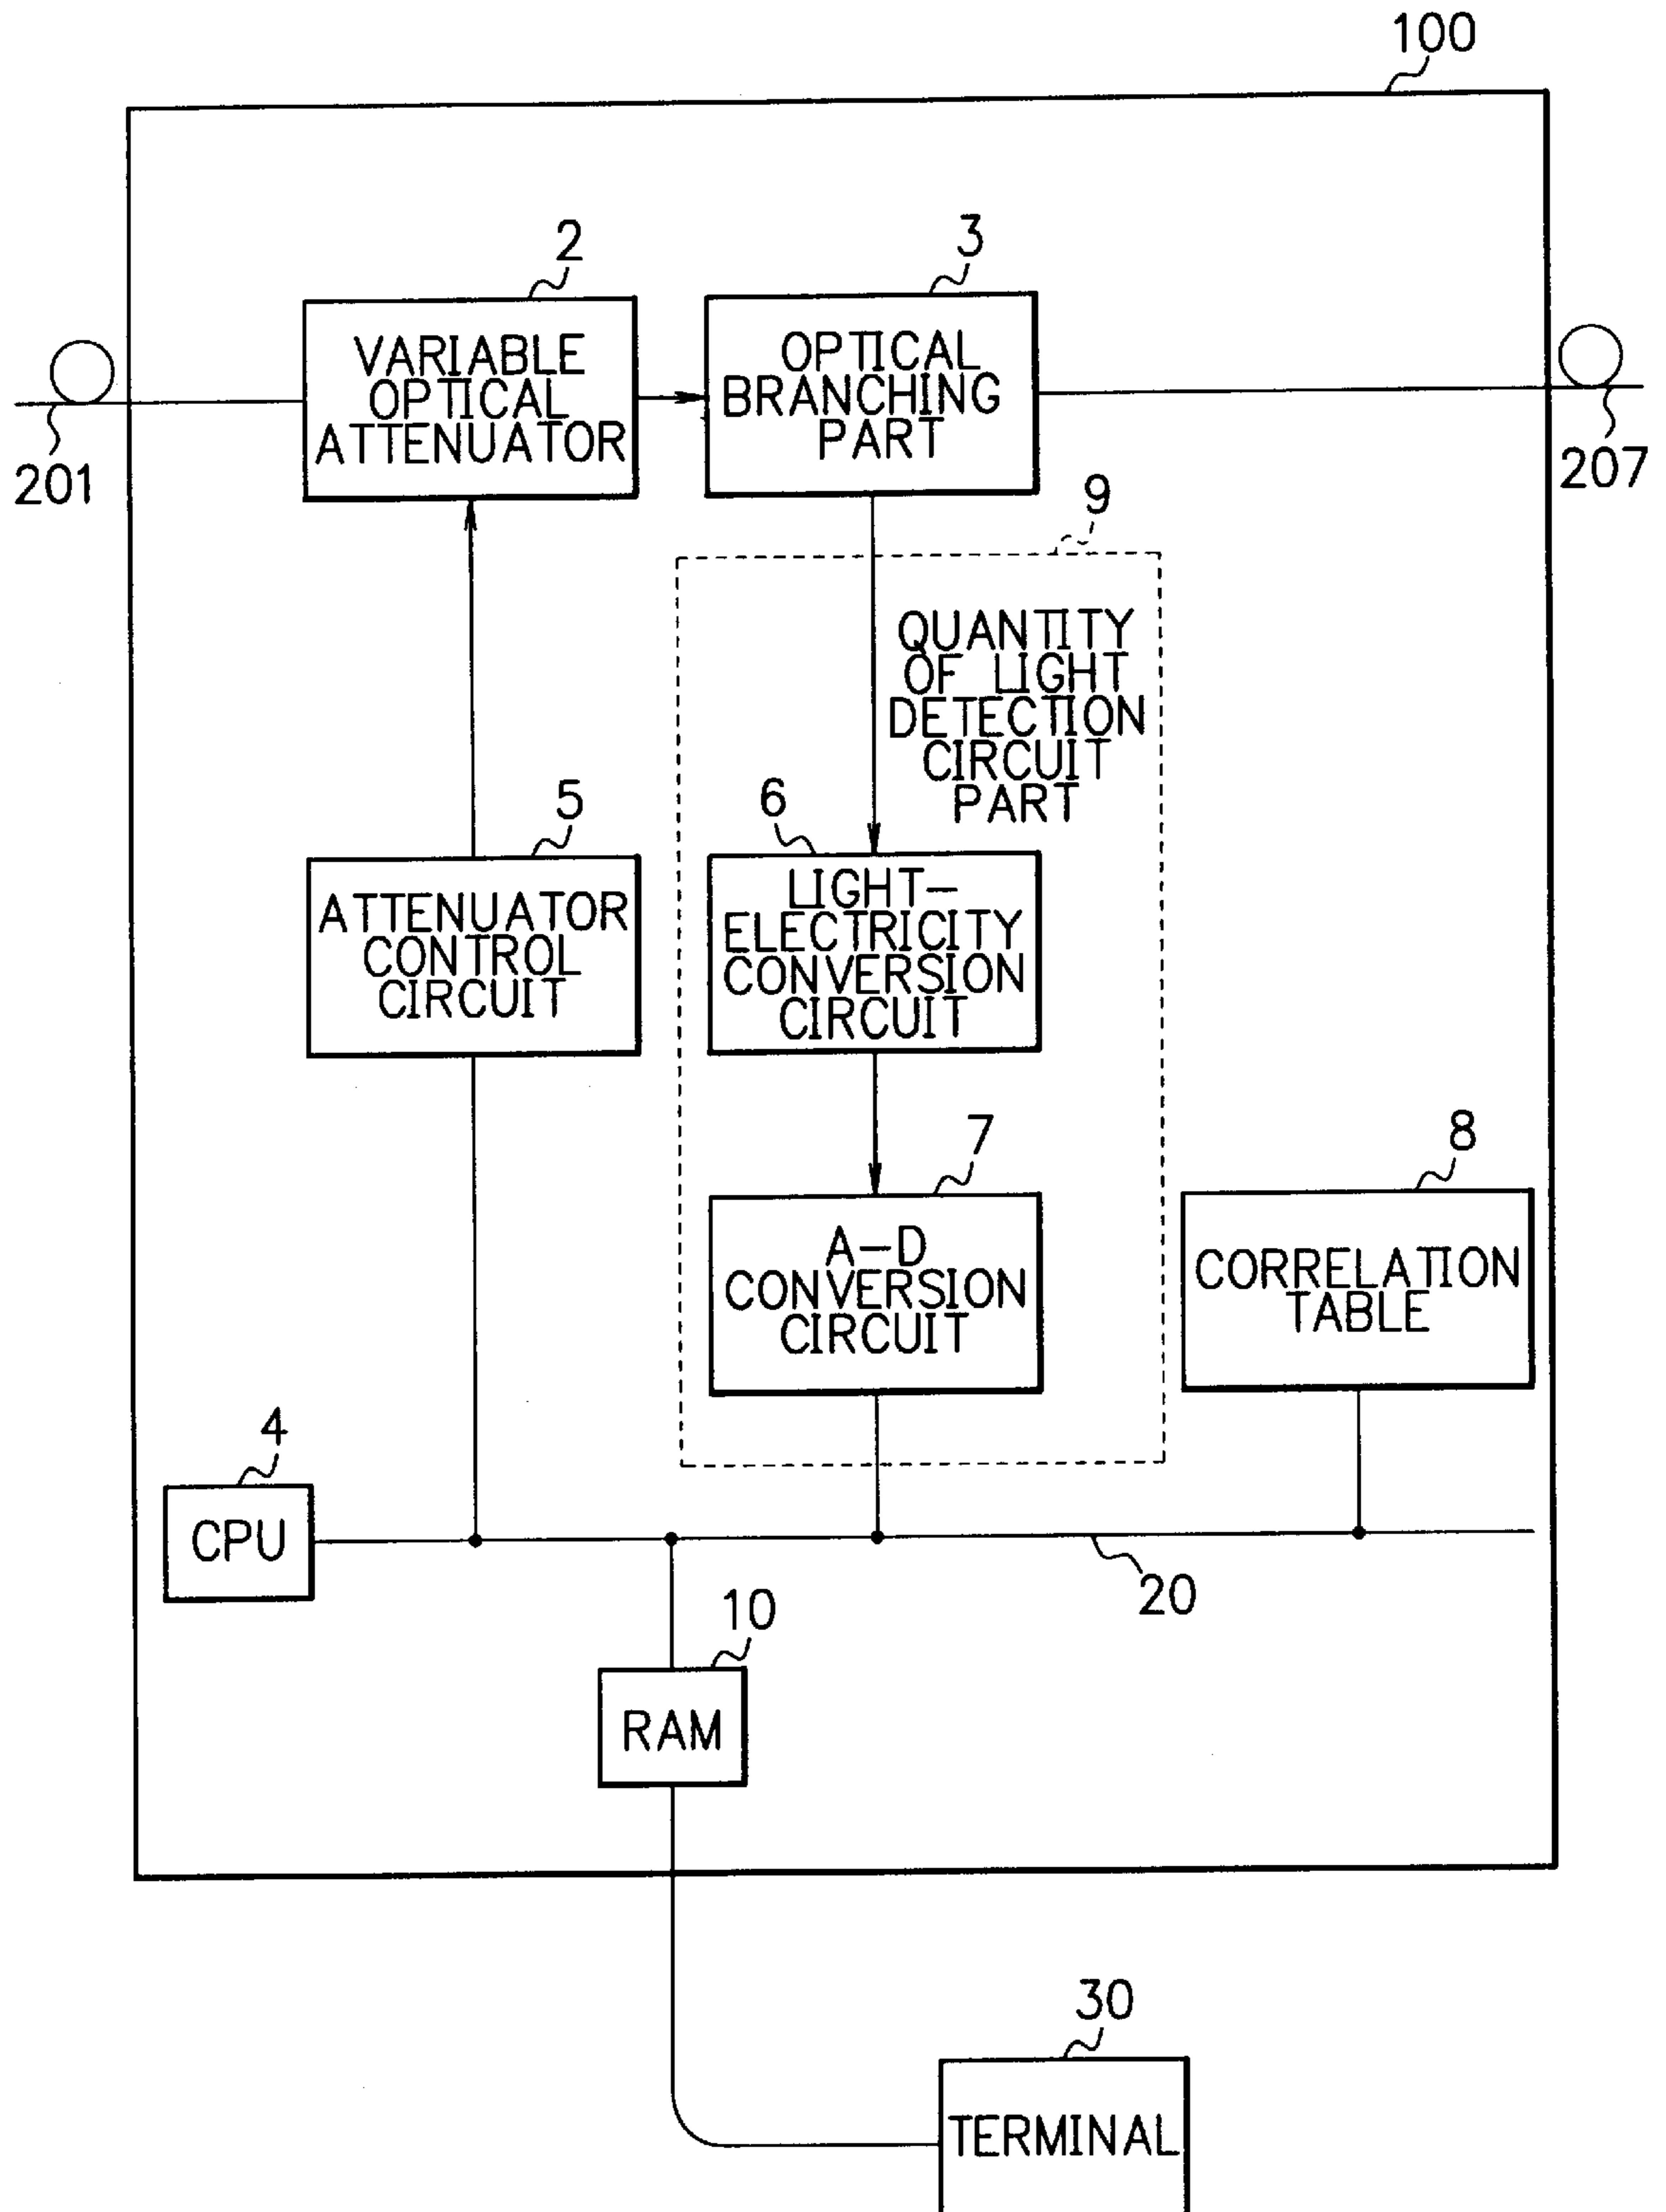 100
2
3
VARIABLE
OPTICAL
ATTENUATOR
OPTICAL
BRANCHING
PART
201
207
9
QUANTITY
OF LIGHT
DETECTION
CIRCUIT
PART
5
6
ATTENUATOR
CONTROL
CIRCUIT
LIGHT-
ELECTRICITY
CONVERSION
CIRCUIT
7
8
A-D
CONVERSION
CIRCUIT
CORRELATION
TABLE
4
CPU
20
10
RAM
30
TERMINAL